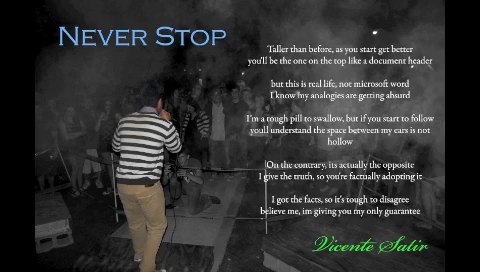 NEVER STOP
Taller than before, as you start get better
you'll be the one on the top like a document header
but this is real life, not microsoft word
I know my analogies are getting absurd
I'm a tough pill to swallow, but if you start to follow
youll understand the space between my ears is not
hollow
On the contrary, its actually the opposite
I give the truth, so you're factually adopting it
I got the facts, so it's tough to disagree
believe me, im giving you my only guarantee
Vicente Salir